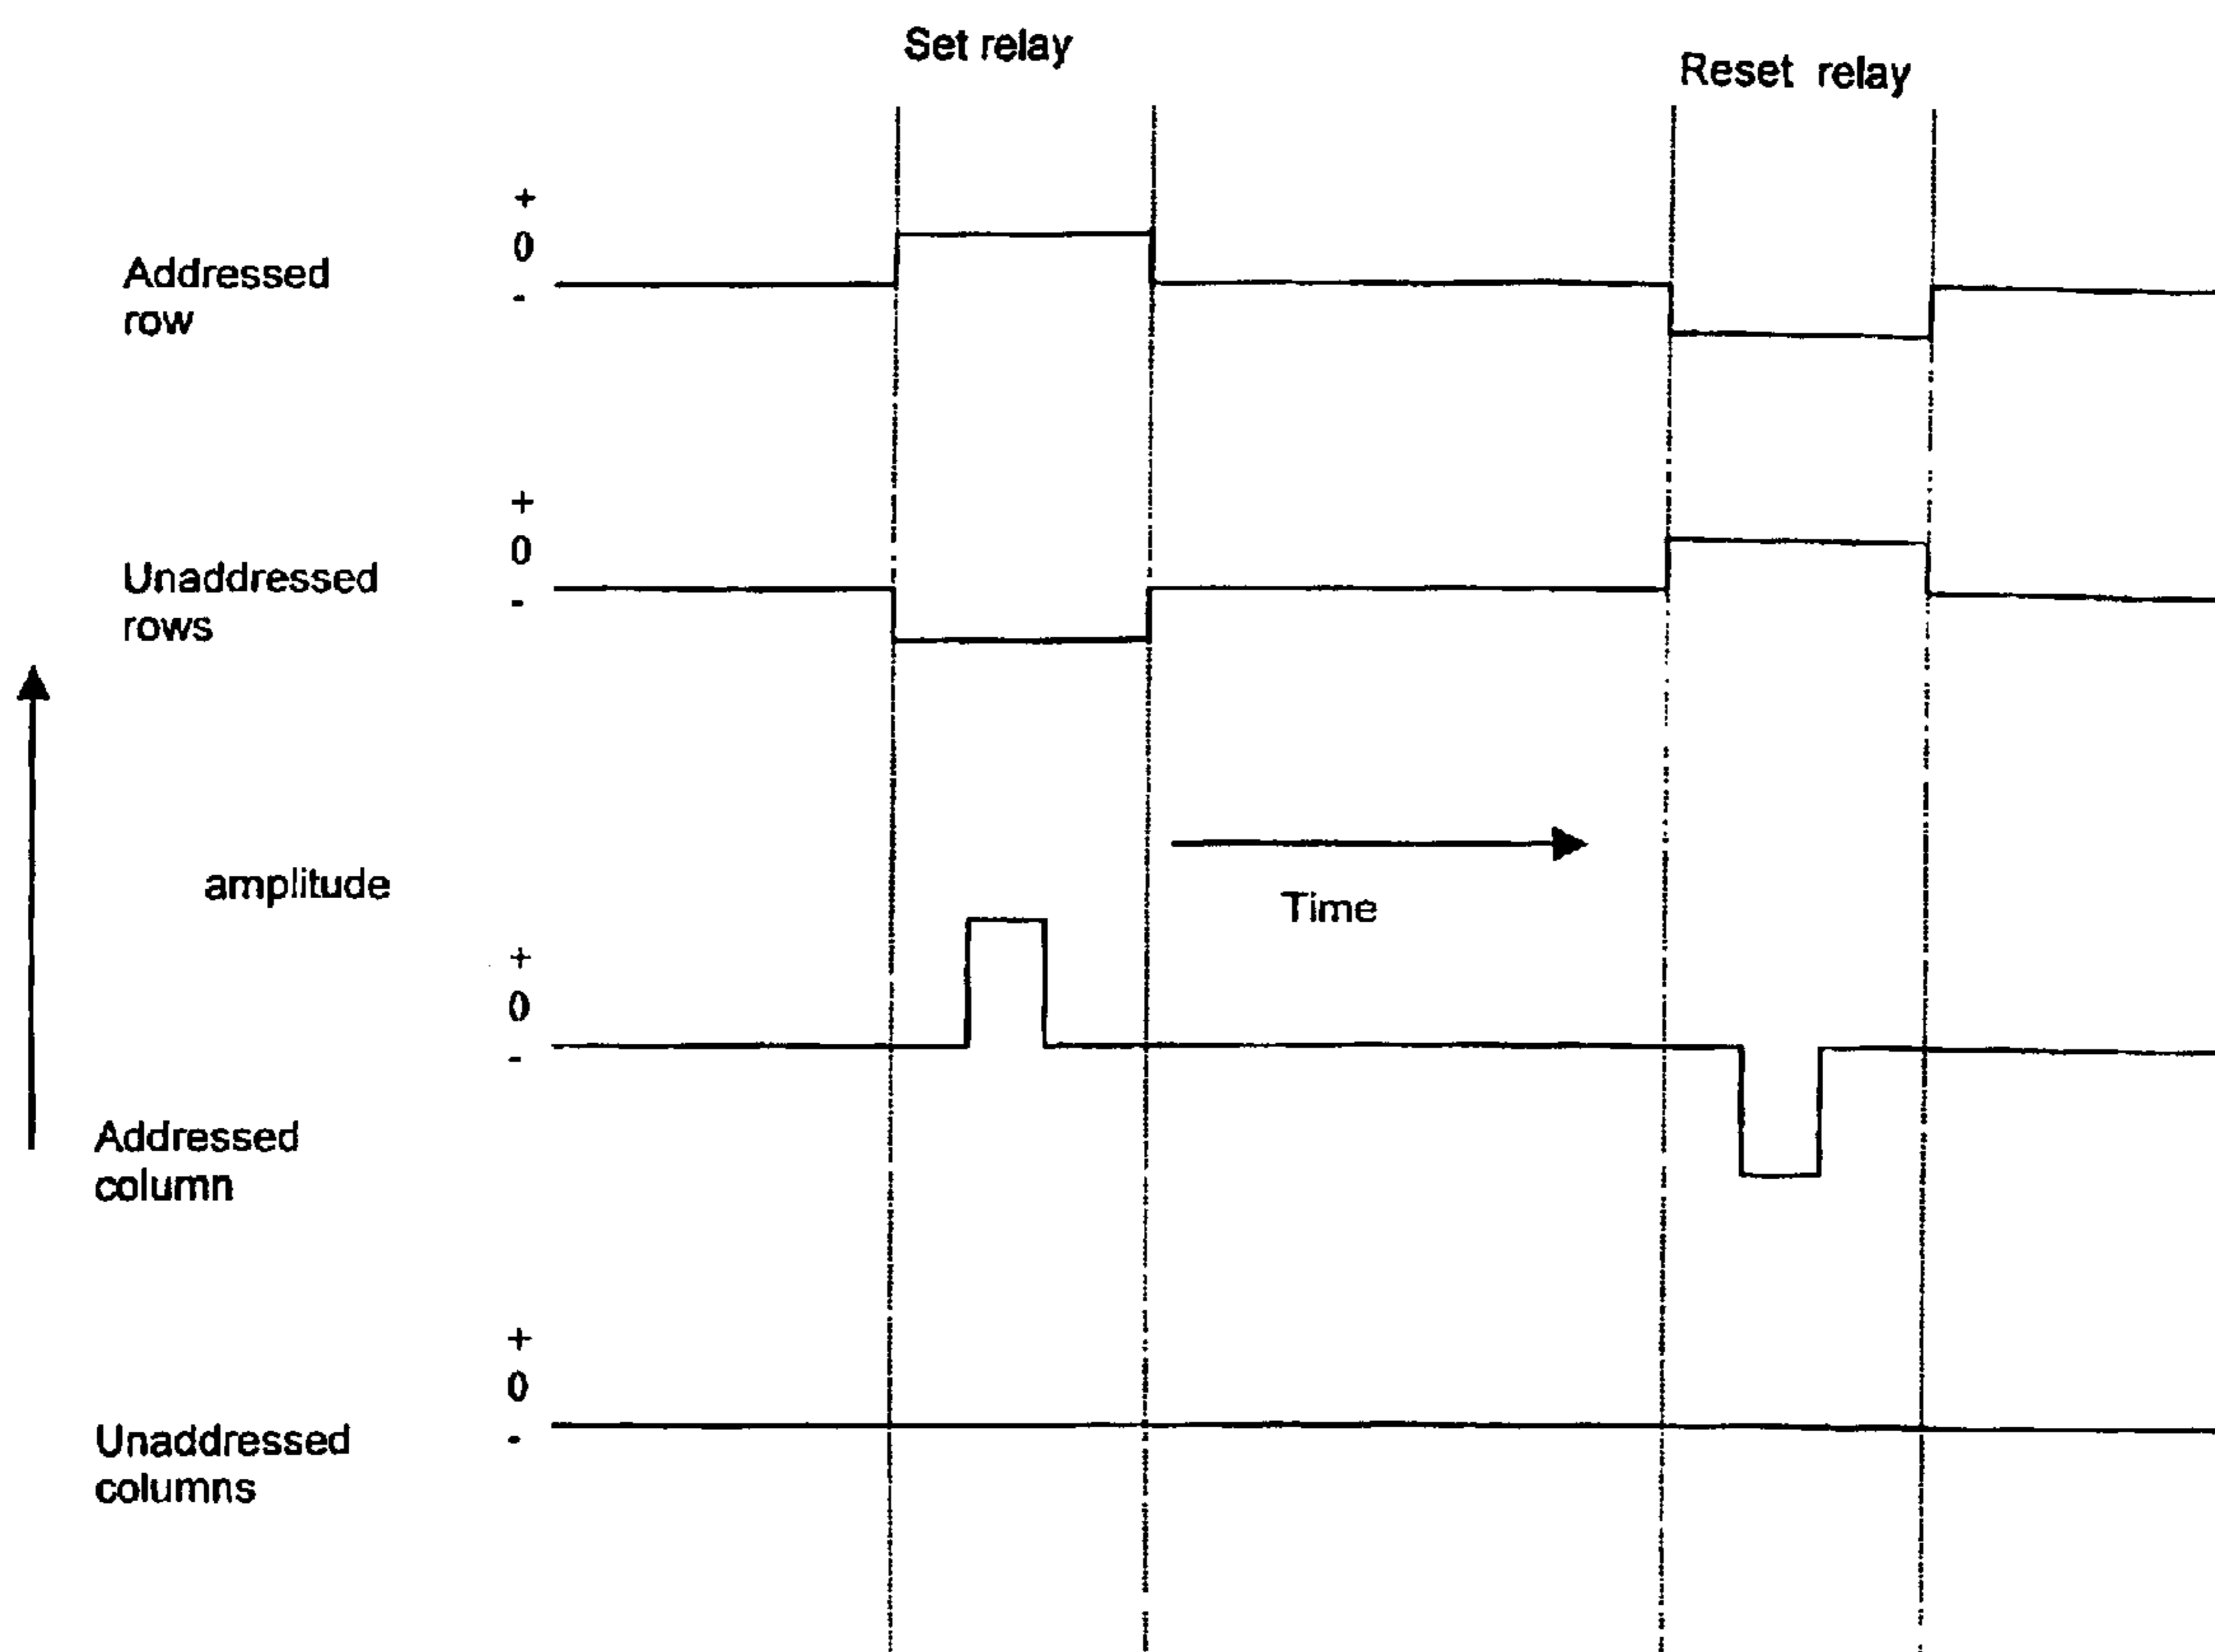 Set relay
Reset relay
+
0
-
Addressed
row
+
0
-
Unaddressed
rows
amplitude
Time
+
0
-
Addressed
column
+
0
-
Unaddressed
columns